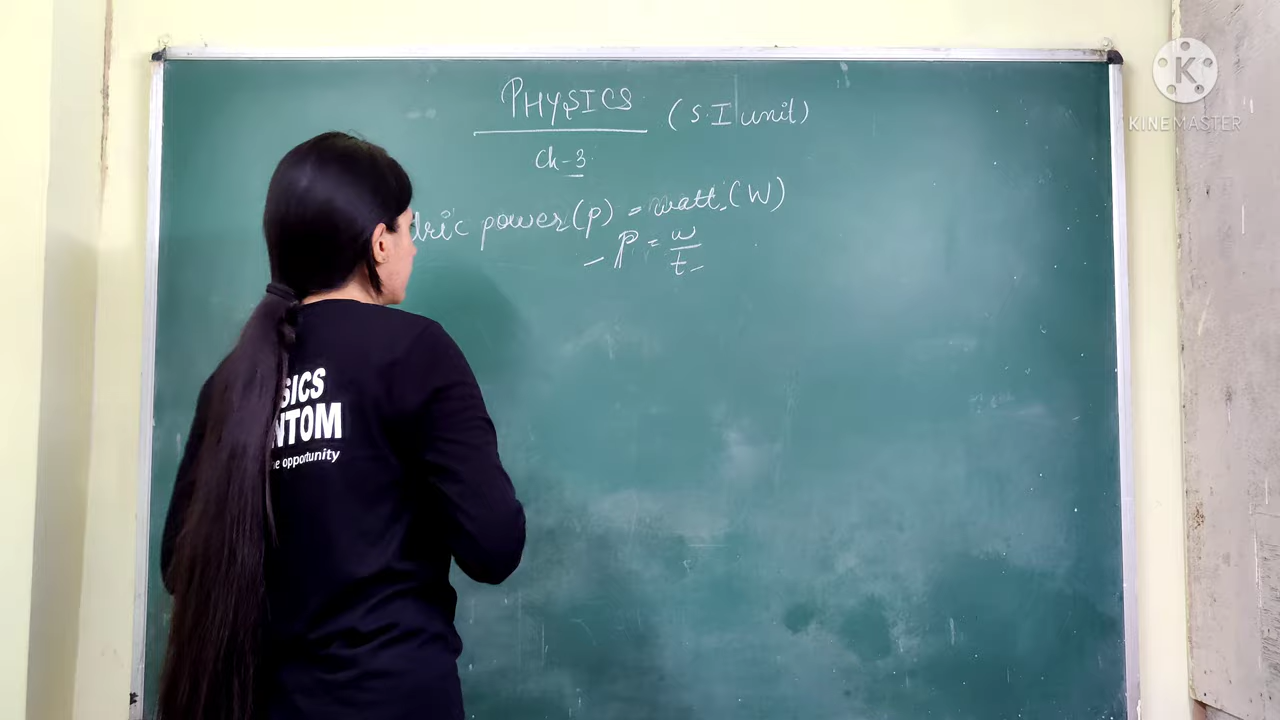 PHYSICS (S.I unit)
Ch-3
tric power (p) = watt. (W)
- P = w/t -
SICS
NTOM
e opportunity
K
KINEMASTER